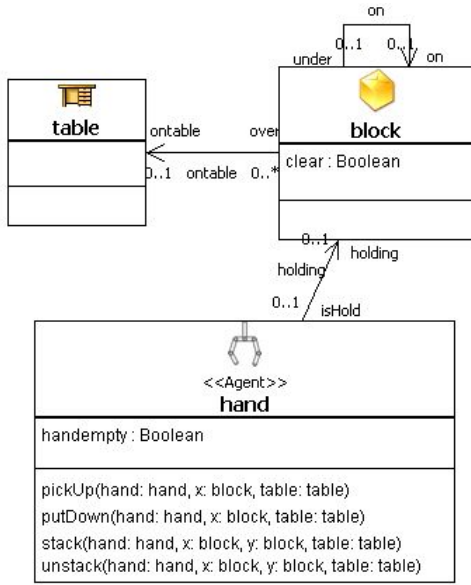 on
0..1 0..1
under on
table
block
ontable over
clear : Boolean
0..1 ontable 0..*
0..1
holding
holding
0..1
isHold
<<Agent>>
hand
handempty : Boolean
pickUp(hand: hand, x: block, table: table)
putDown(hand: hand, x: block, table: table)
stack(hand: hand, x: block, y: block, table: table)
unstack(hand: hand, x: block, y: block, table: table)